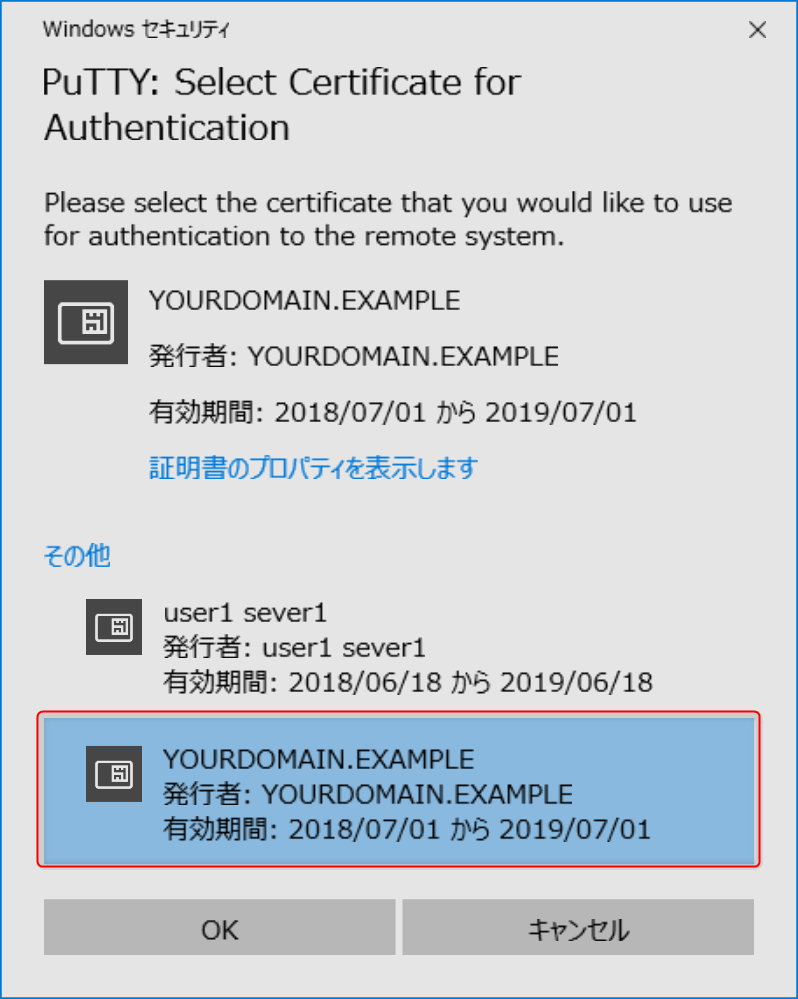 Windows セキュリティ
PuTTY: Select Certificate for
Authentication
Please select the certificate that you would like to use
for authentication to the remote system.
YOURDOMAIN.EXAMPLE
発行者: YOURDOMAIN.EXAMPLE
有効期間: 2018/07/01 から 2019/07/01
証明書のプロパティを表示します
その他
user1 sever1
発行者: user1 sever1
有効期間: 2018/06/18 から 2019/06/18
YOURDOMAIN.EXAMPLE
発行者: YOURDOMAIN.EXAMPLE
有効期間: 2018/07/01 から 2019/07/01
OK
キャンセル